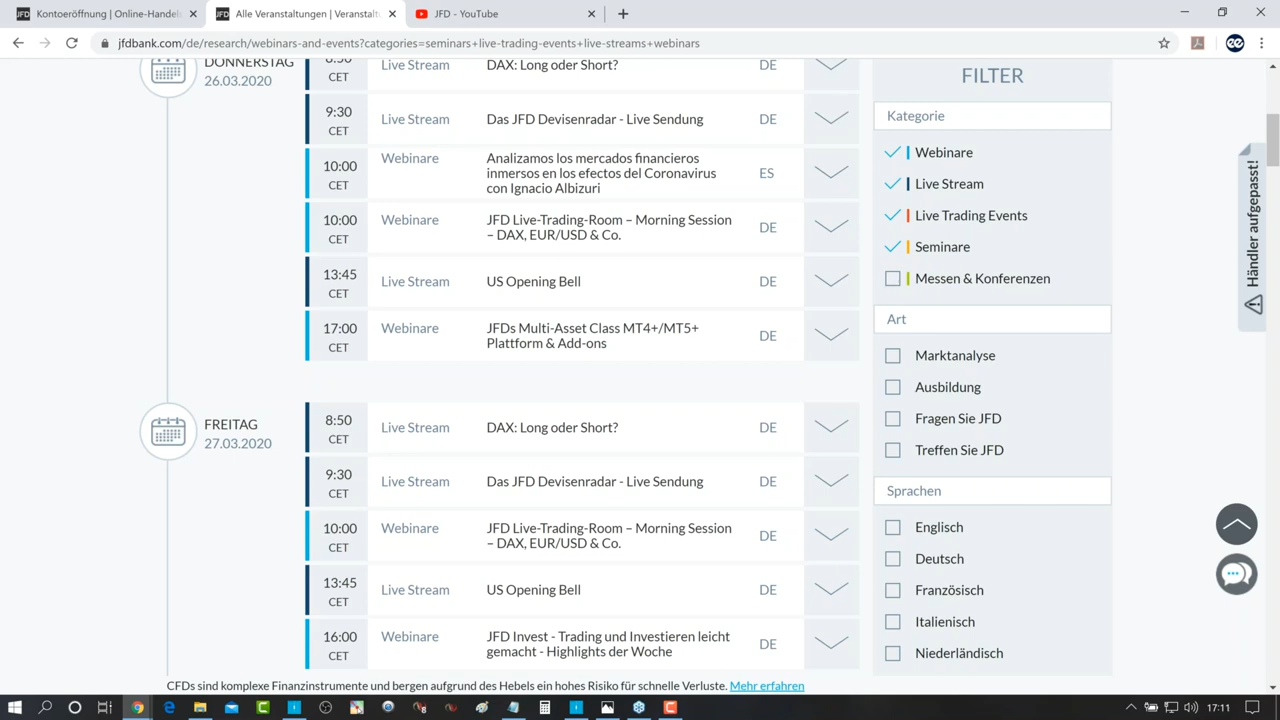 Kontoeröffnung | Online-Handels
Alle Veranstaltungen | Veranstalt
JFD - YouTube
jfdbank.com/de/research/webinars-and-events?categories=seminars+live-trading-events+live-streams+webinars
DONNERSTAG
26.03.2020
8:50
CET
Live Stream
DAX: Long oder Short?
DE
9:30
CET
Live Stream
Das JFD Devisenradar - Live Sendung
DE
10:00
CET
Webinare
Analizamos los mercados financieros
inmersos en los efectos del Coronavirus
con Ignacio Albizuri
ES
10:00
CET
Webinare
JFD Live-Trading-Room – Morning Session
– DAX, EUR/USD & Co.
DE
13:45
CET
Live Stream
US Opening Bell
DE
17:00
CET
Webinare
JFDs Multi-Asset Class MT4+/MT5+
Plattform & Add-ons
DE
FREITAG
27.03.2020
8:50
CET
Live Stream
DAX: Long oder Short?
DE
9:30
CET
Live Stream
Das JFD Devisenradar - Live Sendung
DE
10:00
CET
Webinare
JFD Live-Trading-Room – Morning Session
– DAX, EUR/USD & Co.
DE
13:45
CET
Live Stream
US Opening Bell
DE
16:00
CET
Webinare
JFD Invest - Trading und Investieren leicht
gemacht - Highlights der Woche
DE
FILTER
Kategorie
Webinare
Live Stream
Live Trading Events
Seminare
Messen & Konferenzen
Art
Marktanalyse
Ausbildung
Fragen Sie JFD
Treffen Sie JFD
Sprachen
Englisch
Deutsch
Französisch
Italienisch
Niederländisch
Händler aufgepasst!
CFDs sind komplexe Finanzinstrumente und bergen aufgrund des Hebels ein hohes Risiko für schnelle Verluste. Mehr erfahren
17:11